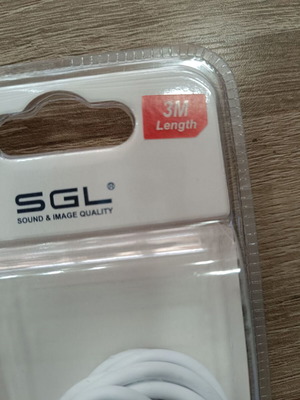 3M
Length
SGL®
SOUND & IMAGE QUALITY